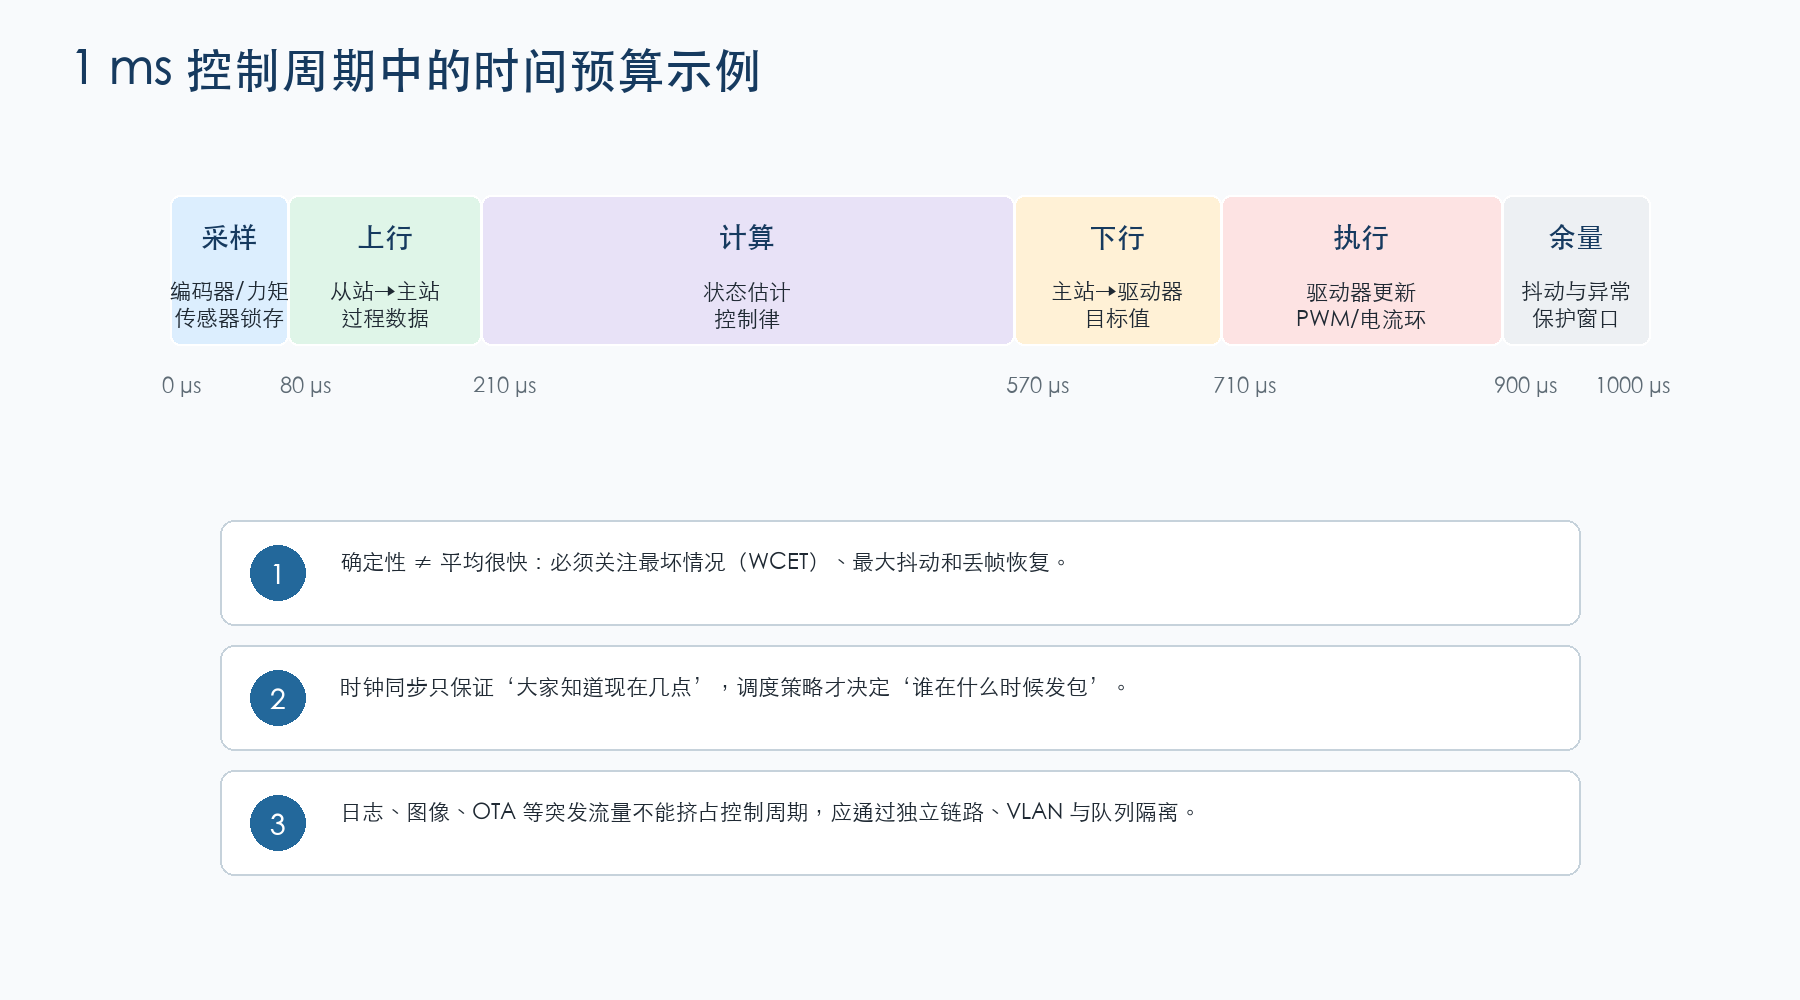 1 ms 控制周期中的时间预算示例
采样
编码器/力矩
传感器锁存
上行
从站→主站
过程数据
计算
状态估计
控制律
下行
主站→驱动器
目标值
执行
驱动器更新
PWM/电流环
余量
抖动与异常
保护窗口
0 μs
80 μs
210 μs
570 μs
710 μs
900 μs
1000 μs
1
确定性 ≠ 平均很快：必须关注最坏情况（WCET）、最大抖动和丢帧恢复。
2
时钟同步只保证‘大家知道现在几点’，调度策略才决定‘谁在什么时候发包’。
3
日志、图像、OTA 等突发流量不能挤占控制周期，应通过独立链路、VLAN 与队列隔离。